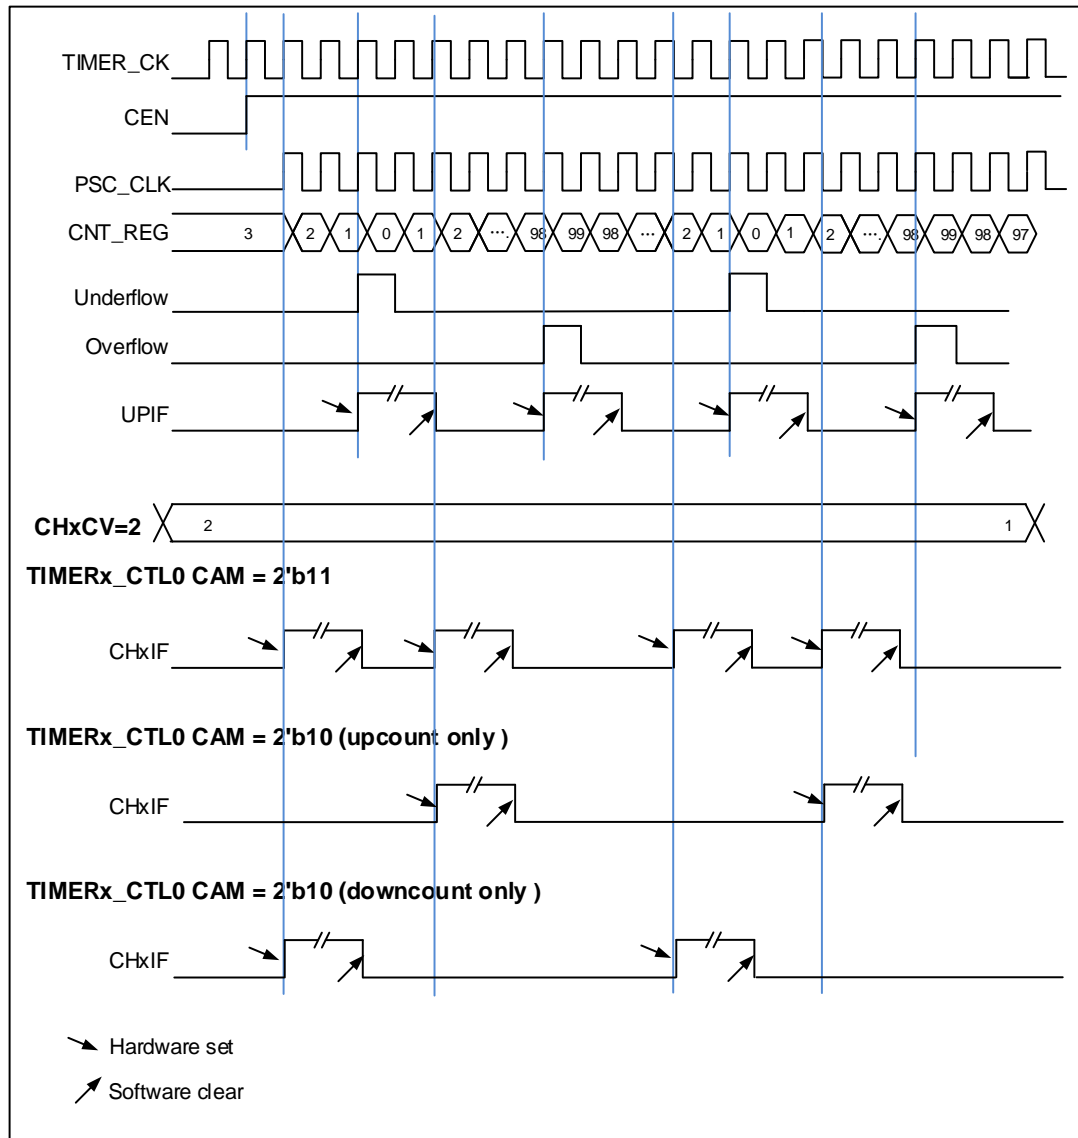 TIMER_CK
CEN
PSC_CLK
CNT_REG 3 2 1 0 1 2 .... 98 99 98 ... 2 1 0 1 2 .... 98 99 98 97
Underflow
Overflow
UPIF
CHxCV=2 2 1
TIMERx_CTL0 CAM = 2'b11
CHxIF
TIMERx_CTL0 CAM = 2'b10 (upcount only )
CHxIF
TIMERx_CTL0 CAM = 2'b10 (downcount only )
CHxIF
Hardware set
Software clear